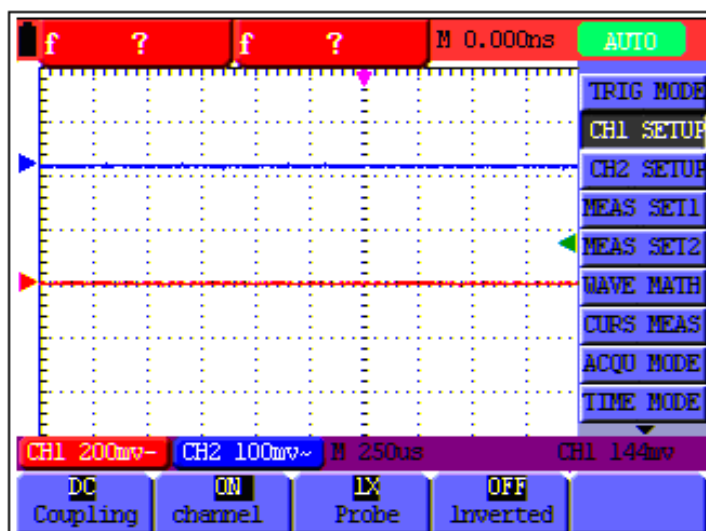 f ? f ? M 0.000ns AUTO
TRIG MODE
CH1 SETUP
CH2 SETUP
MEAS SET1
MEAS SET2
WAVE MATH
CURS MEAS
ACQU MODE
TIME MODE
CH1 200mv- CH2 100mv~ M 250us CH1 144mv
DC ON 1X OFF
Coupling channel Probe Inverted